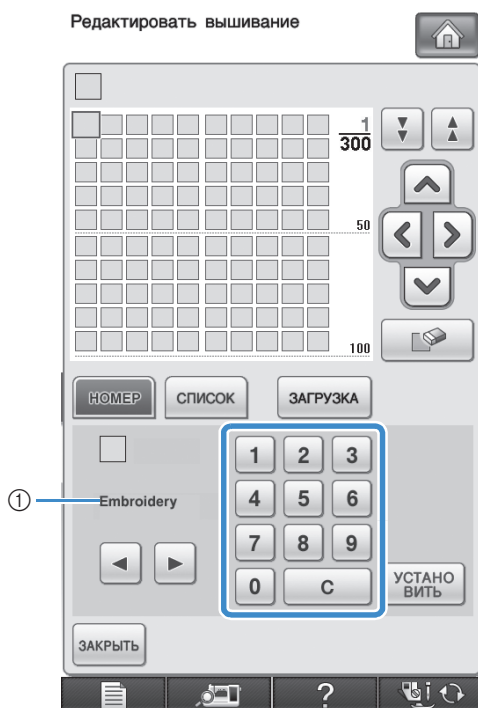 Редактировать вышивание
1
300
50
100
НОМЕР СПИСОК ЗАГРУЗКА
1 2 3
① Embroidery 4 5 6
7 8 9
0 C УСТАНО
ВИТЬ
ЗАКРЫТЬ
?